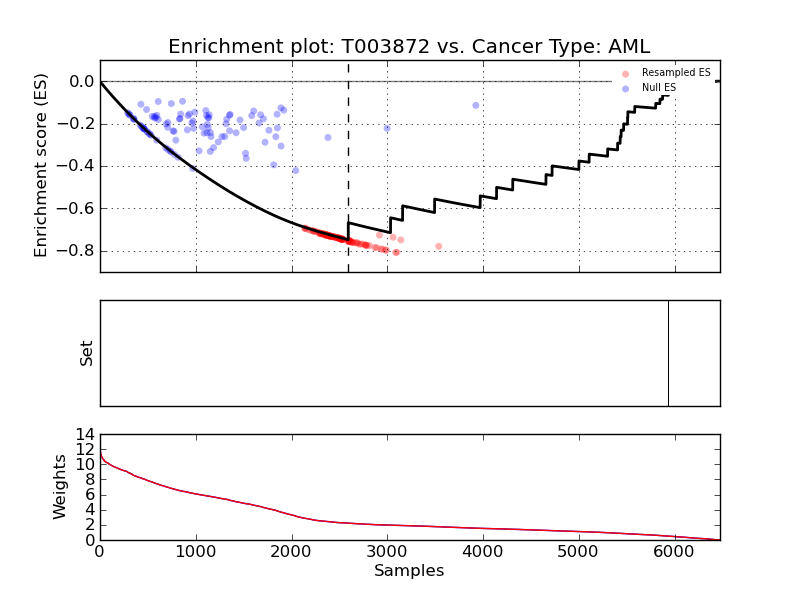 Enrichment plot: T003872 vs. Cancer Type: AML
Enrichment score (ES)
0.0
−0.2
−0.4
−0.6
−0.8
Resampled ES
Null ES
Set
Weights
14
12
10
8
6
4
2
0
0 1000 2000 3000 4000 5000 6000
Samples